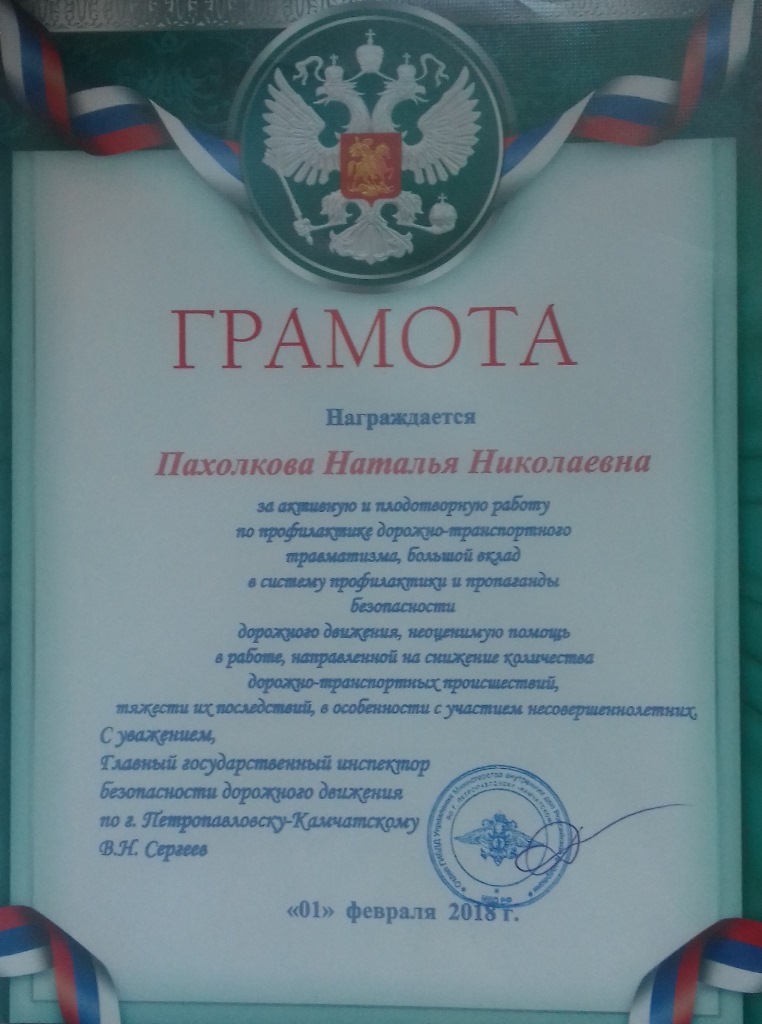 ГРАМОТА
Награждается
Пахолкова Наталья Николаевна
за активную и плодотворную работу
по профилактике дорожно-транспортного
травматизма, большой вклад
в систему профилактики и пропаганды
безопасности
дорожного движения, неоценимую помощь
в работе, направленной на снижение количества
дорожно-транспортных происшествий,
тяжести их последствий, в особенности с участием несовершеннолетних.
С уважением,
Главный государственный инспектор
безопасности дорожного движения
по г. Петропавловску-Камчатскому
В.Н. Сергеев
«01» февраля 2018 г.